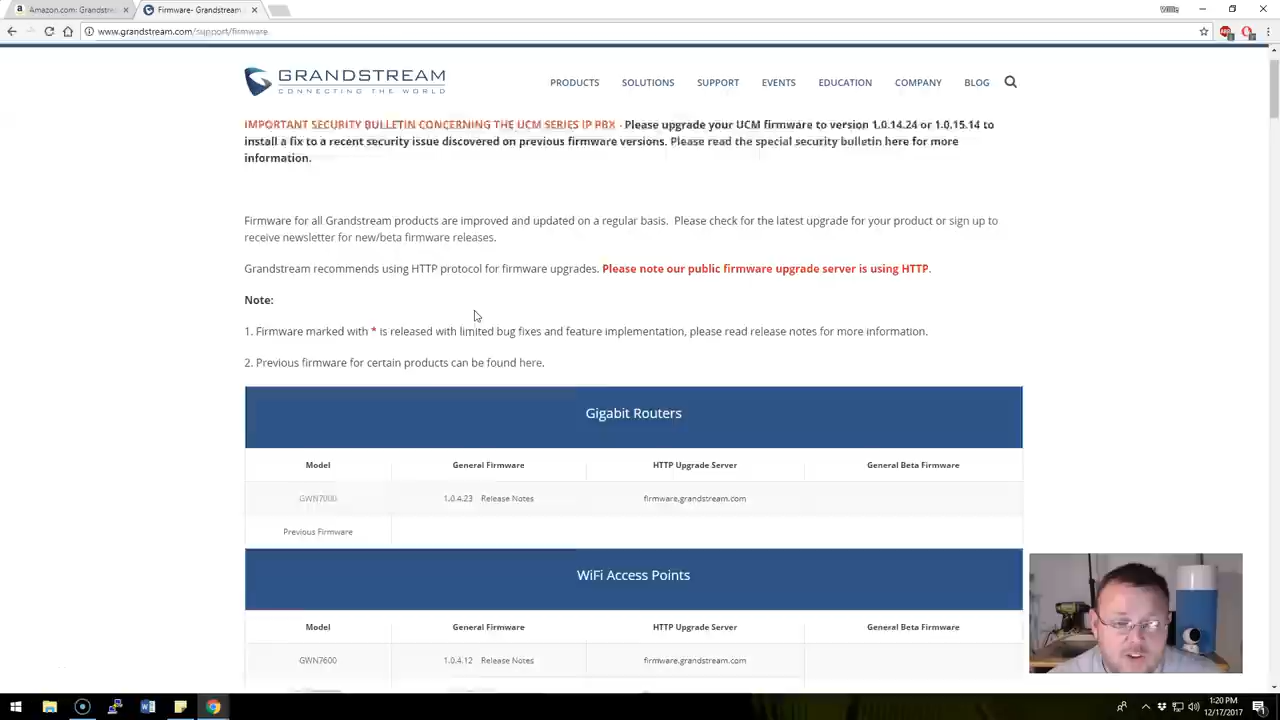 Amazon.com: Grandstre
Firmware- Grandstream
Willie
www.grandstream.com/support/firmware
GRANDSTREAM
CONNECTING THE WORLD
PRODUCTS SOLUTIONS SUPPORT EVENTS EDUCATION COMPANY BLOG
IMPORTANT SECURITY BULLETIN CONCERNING THE UCM SERIES IP PBX - Please upgrade your UCM firmware to version 1.0.14.24 or 1.0.15.14 to
install a fix to a recent security issue discovered on previous firmware versions. Please read the special security bulletin here for more
information.
Firmware for all Grandstream products are improved and updated on a regular basis. Please check for the latest upgrade for your product or sign up to
receive newsletter for new/beta firmware releases.
Grandstream recommends using HTTP protocol for firmware upgrades. Please note our public firmware upgrade server is using HTTP.
Note:
1. Firmware marked with * is released with limited bug fixes and feature implementation, please read release notes for more information.
2. Previous firmware for certain products can be found here.
Gigabit Routers
Model General Firmware HTTP Upgrade Server General Beta Firmware
GWN7000 1.0.4.23 Release Notes firmware.grandstream.com
Previous Firmware
WiFi Access Points
Model General Firmware HTTP Upgrade Server General Beta Firmware
GWN7600 1.0.4.12 Release Notes firmware.grandstream.com
1:20 PM
12/17/2017